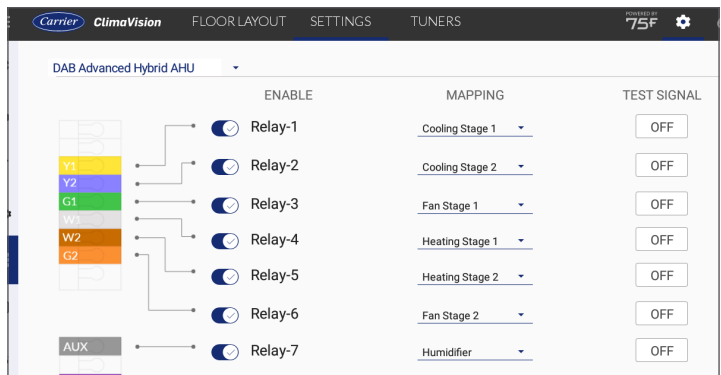 Carrier ClimaVision FLOOR LAYOUT SETTINGS TUNERS POWERED BY 75F
DAB Advanced Hybrid AHU
ENABLE MAPPING TEST SIGNAL
Relay-1 Cooling Stage 1 OFF
Y1 Relay-2 Cooling Stage 2 OFF
Y2
G1 Relay-3 Fan Stage 1 OFF
W1
W2 Relay-4 Heating Stage 1 OFF
G2
Relay-5 Heating Stage 2 OFF
Relay-6 Fan Stage 2 OFF
AUX Relay-7 Humidifier OFF